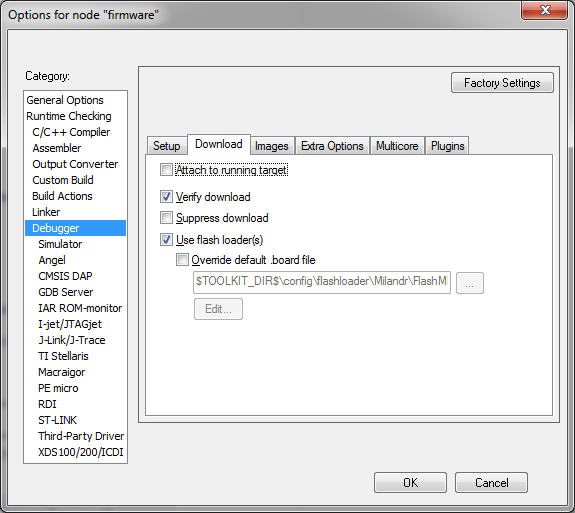 Options for node "firmware"
Category:
Factory Settings
General Options
Runtime Checking
C/C++ Compiler
Assembler
Output Converter
Custom Build
Build Actions
Linker
Debugger
Simulator
Angel
CMSIS DAP
GDB Server
IAR ROM-monitor
I-jet/JTAGjet
J-Link/J-Trace
TI Stellaris
Macraigor
PE micro
RDI
ST-LINK
Third-Party Driver
XDS100/200/ICDI
Setup Download Images Extra Options Multicore Plugins
Attach to running target
Verify download
Suppress download
Use flash loader(s)
Override default .board file
$TOOLKIT_DIR$\config\flashloader\Milandr\FlashM
...
Edit...
OK Cancel